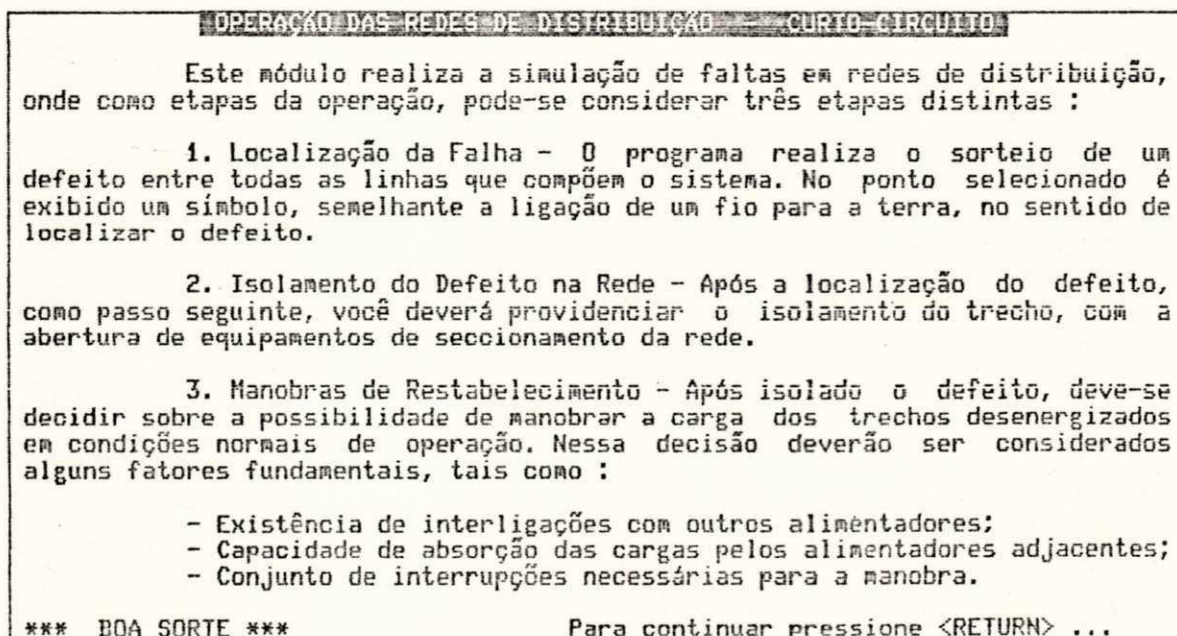 OPERAÇÃO DAS REDES DE DISTRIBUIÇÃO - CURTO-CIRCUITO
Este módulo realiza a simulação de faltas em redes de distribuição,
onde como etapas da operação, pode-se considerar três etapas distintas :
1. Localização da Falha - O programa realiza o sorteio de um
defeito entre todas as linhas que compõem o sistema. No ponto selecionado é
exibido um símbolo, semelhante a ligação de um fio para a terra, no sentido de
localizar o defeito.
2. Isolamento do Defeito na Rede - Após a localização do defeito,
como passo seguinte, você deverá providenciar o isolamento do trecho, com a
abertura de equipamentos de seccionamento da rede.
3. Manobras de Restabelecimento - Após isolado o defeito, deve-se
decidir sobre a possibilidade de manobrar a carga dos trechos desenergizados
em condições normais de operação. Nessa decisão deverão ser considerados
alguns fatores fundamentais, tais como :
- Existência de interligações com outros alimentadores;
- Capacidade de absorção das cargas pelos alimentadores adjacentes;
- Conjunto de interrupções necessárias para a manobra.
*** BOA SORTE *** Para continuar pressione <RETURN> ...